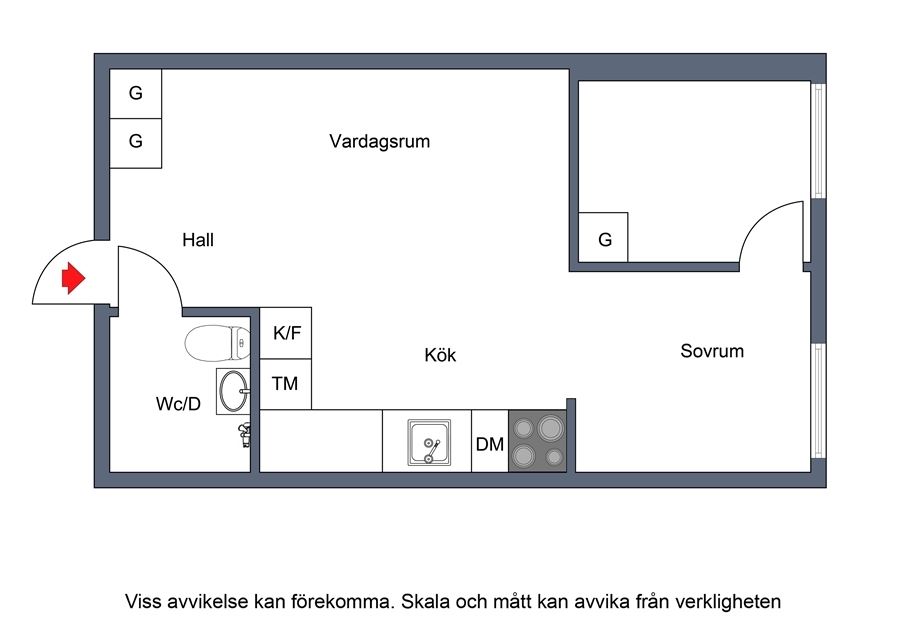 G
G
Vardagsrum
Hall
G
K/F
Kök
Sovrum
TM
Wc/D
DM
Viss avvikelse kan förekomma. Skala och mått kan avvika från verkligheten